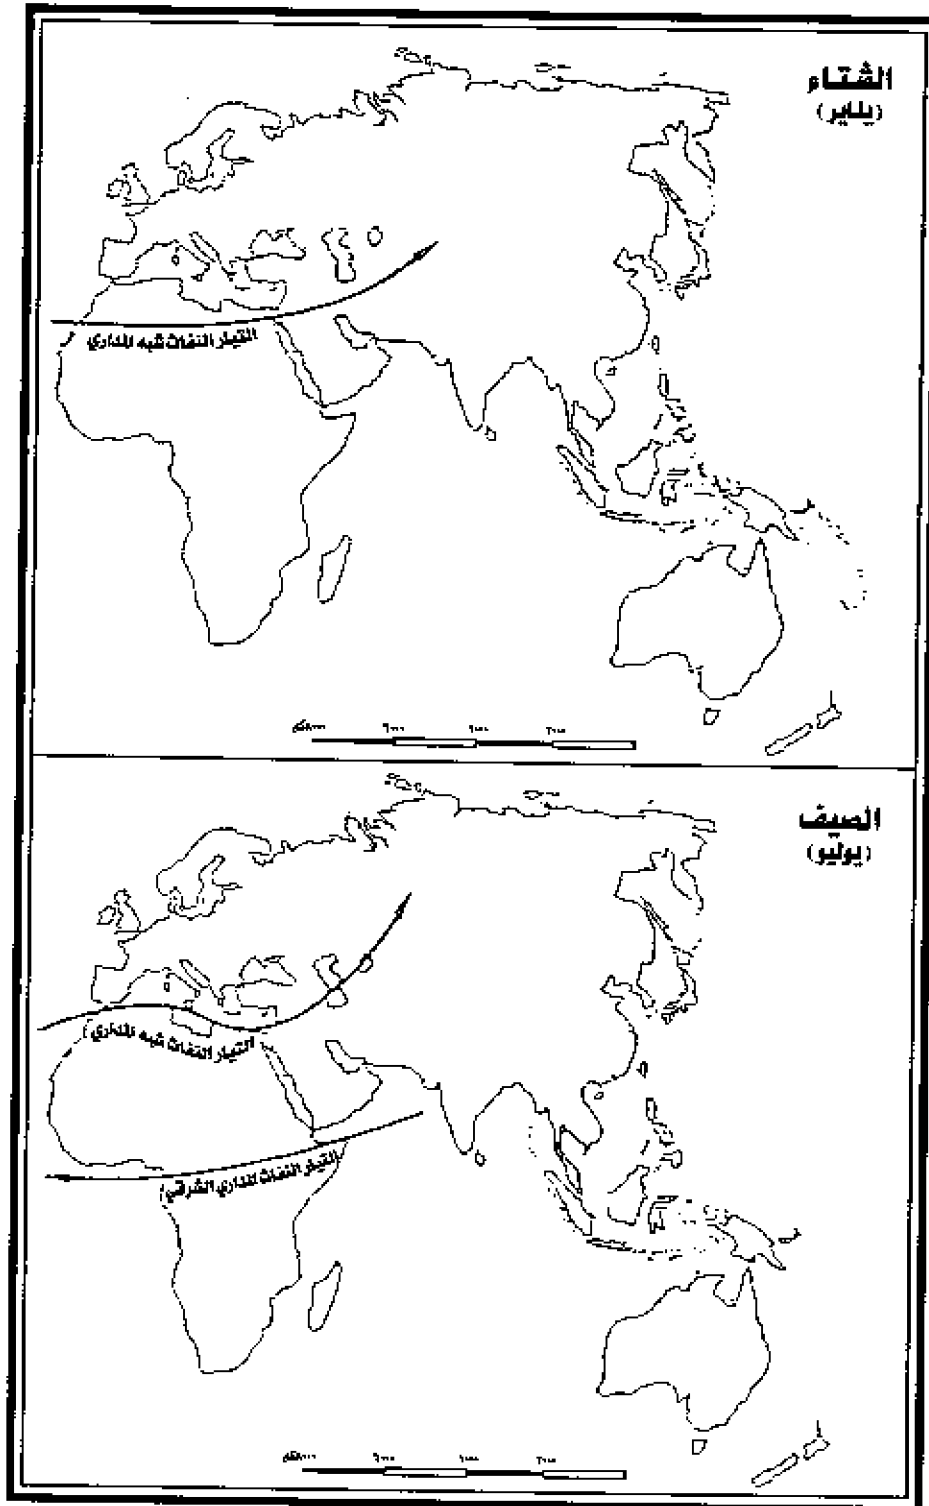 الشتاء
(يناير)
التيار النفاث شبه المداري
الصيف
(يوليو)
التيار النفاث شبه المداري)
التيار النفاث المداري الشرقي)